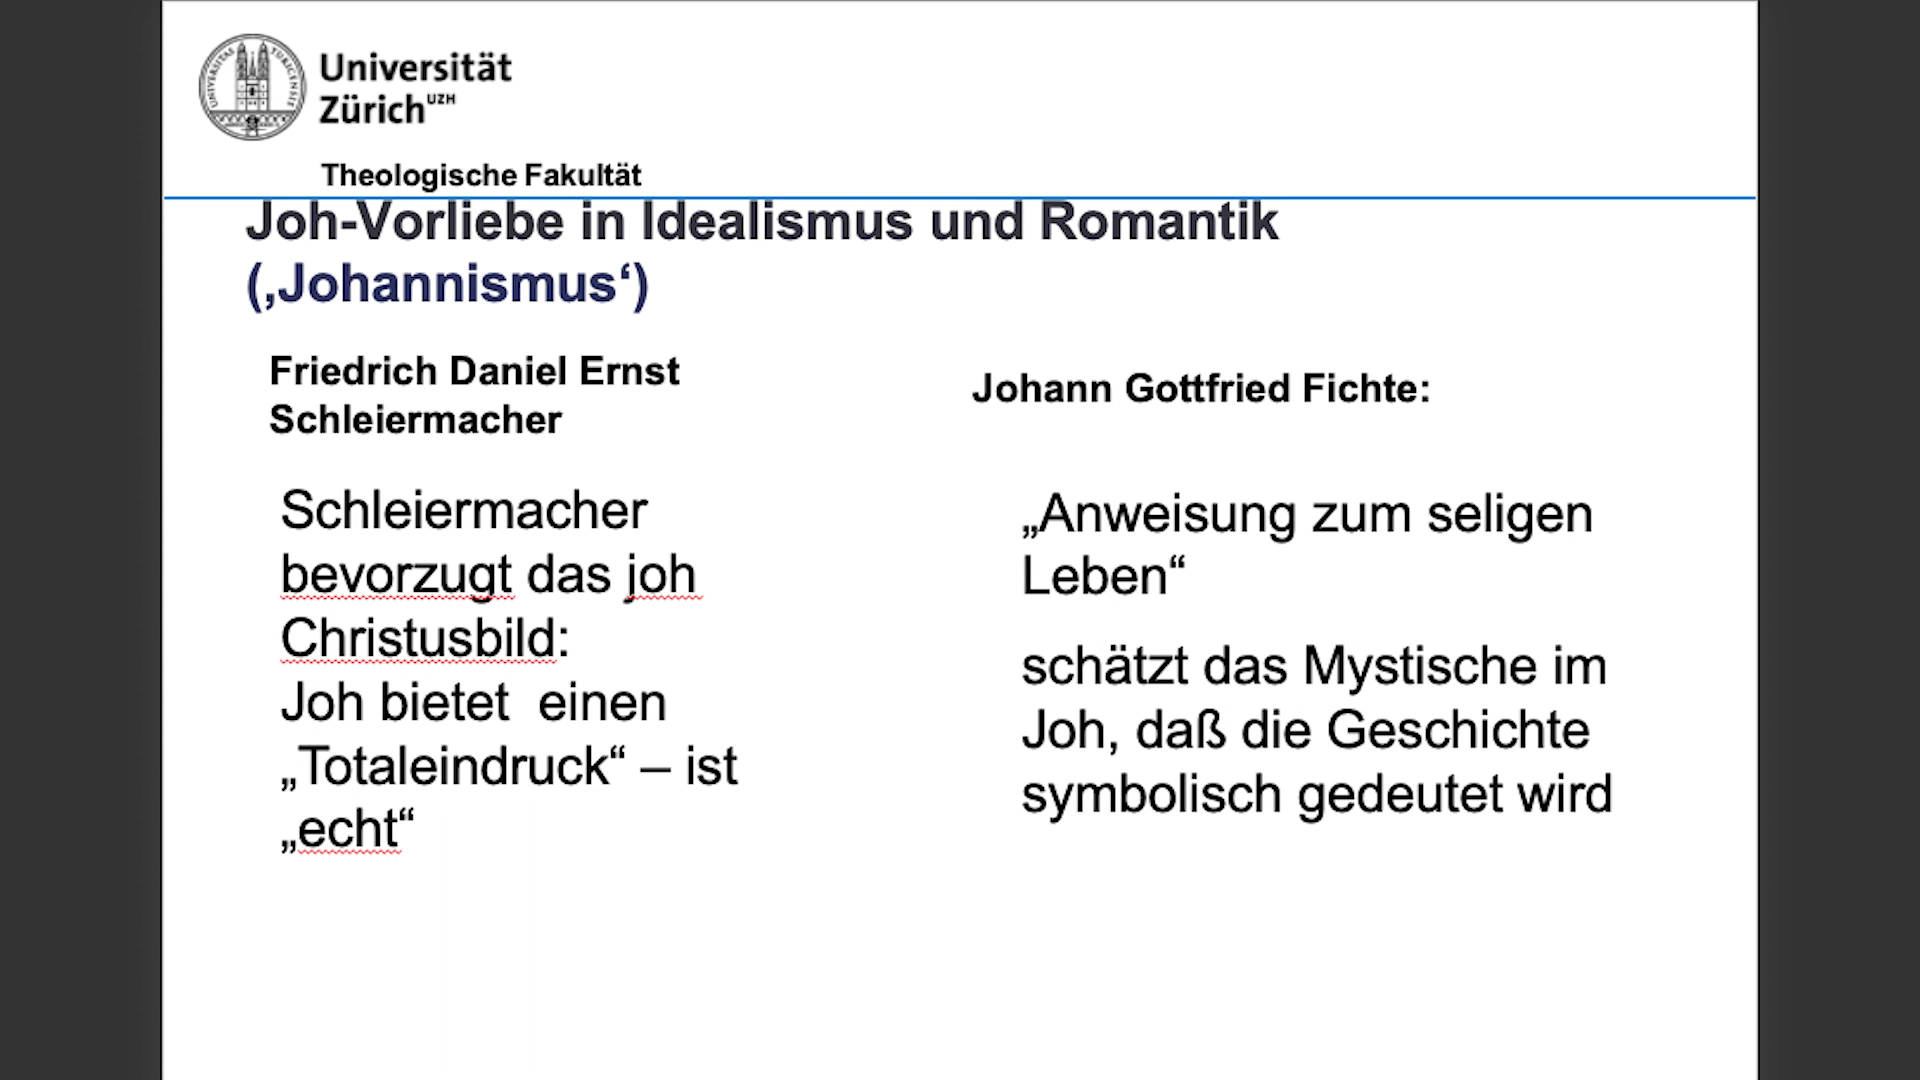 Universität
Zürich UZH
Theologische Fakultät
Joh-Vorliebe in Idealismus und Romantik
(‚Johannismus‘)
Friedrich Daniel Ernst
Schleiermacher
Schleiermacher
bevorzugt das joh
Christusbild:
Joh bietet  einen
„Totaleindruck“ – ist
„echt“
Johann Gottfried Fichte:
„Anweisung zum seligen
Leben“
schätzt das Mystische im
Joh, daß die Geschichte
symbolisch gedeutet wird